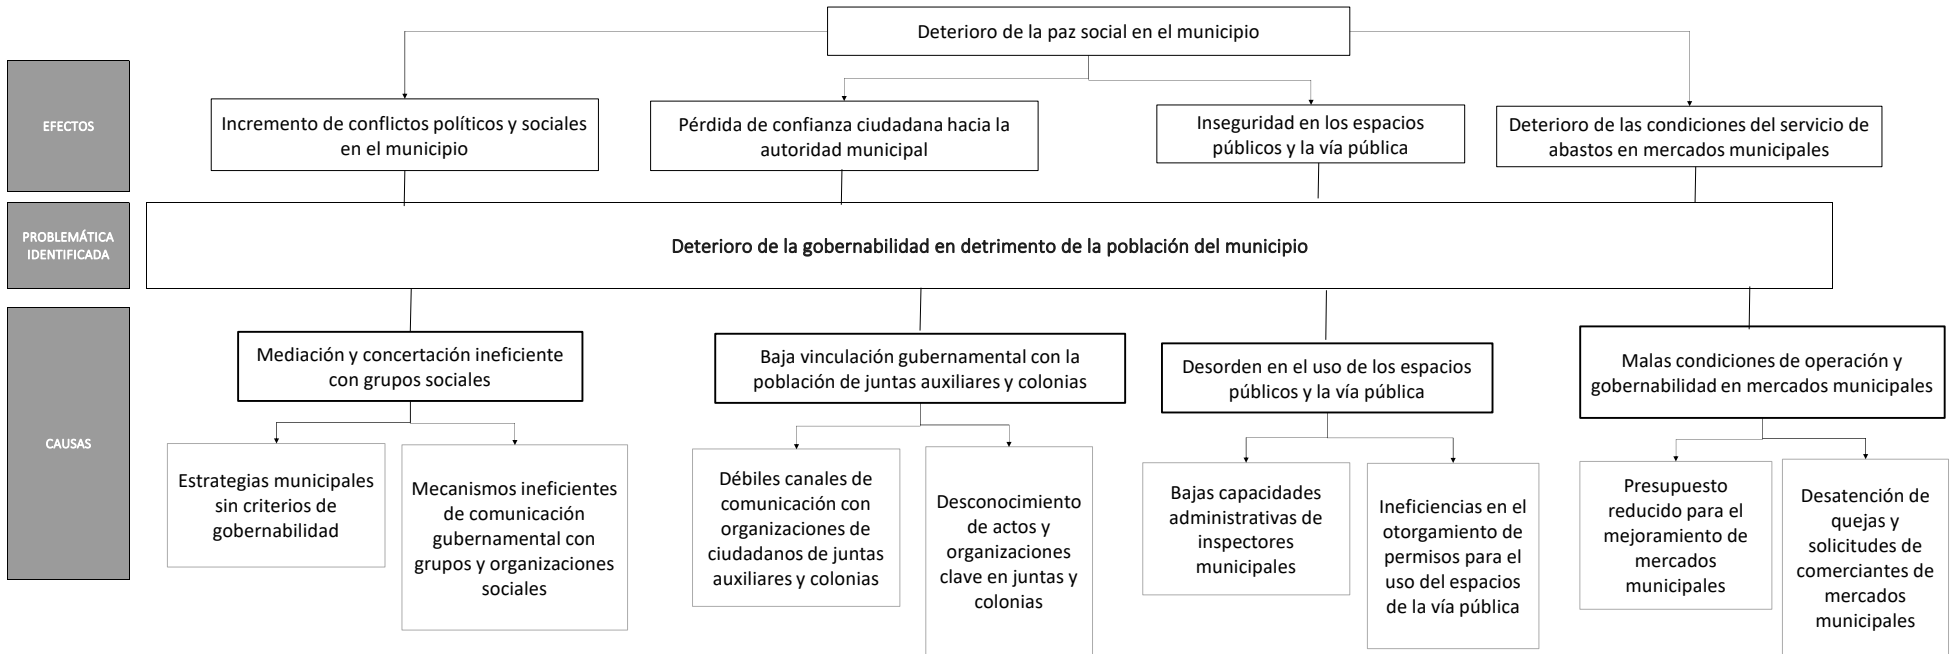 Deterioro de la paz social en el municipio
EFECTOS
Incremento de conflictos políticos y sociales
en el municipio
Pérdida de confianza ciudadana hacia la
autoridad municipal
Inseguridad en los espacios
públicos y la vía pública
Deterioro de las condiciones del servicio de
abastos en mercados municipales
PROBLEMÁTICA
IDENTIFICADA
Deterioro de la gobernabilidad en detrimento de la población del municipio
CAUSAS
Mediación y concertación ineficiente
con grupos sociales
Baja vinculación gubernamental con la
población de juntas auxiliares y colonias
Desorden en el uso de los espacios
públicos y la vía pública
Malas condiciones de operación y
gobernabilidad en mercados municipales
Estrategias municipales
sin criterios de
gobernabilidad
Mecanismos ineficientes
de comunicación
gubernamental con
grupos y organizaciones
sociales
Débiles canales de
comunicación con
organizaciones de
ciudadanos de juntas
auxiliares y colonias
Desconocimiento
de actos y
organizaciones
clave en juntas y
colonias
Bajas capacidades
administrativas de
inspectores
municipales
Ineficiencias en el
otorgamiento de
permisos para el
uso del espacios
de la vía pública
Presupuesto
reducido para el
mejoramiento de
mercados
municipales
Desatención de
quejas y
solicitudes de
comerciantes de
mercados
municipales